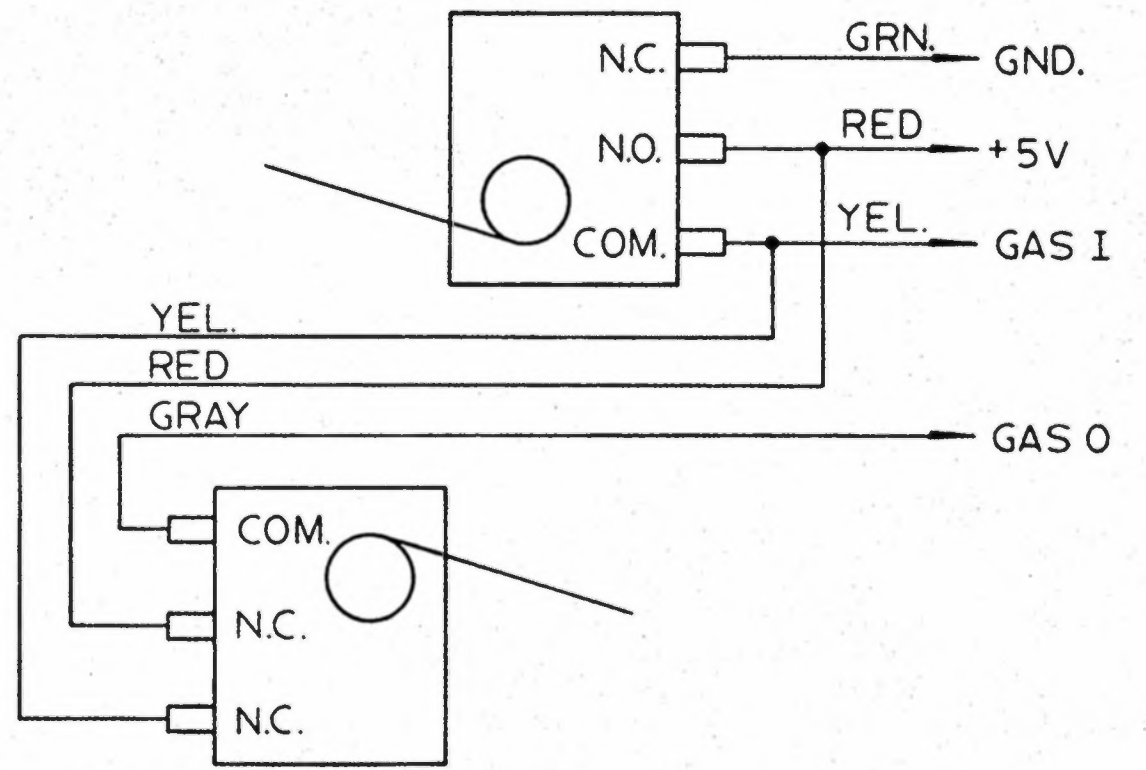 N.C. GRN. GND.
N.O. RED +5V
COM. YEL. GAS I
YEL.
RED
GRAY GAS O
COM.
N.C.
N.C.